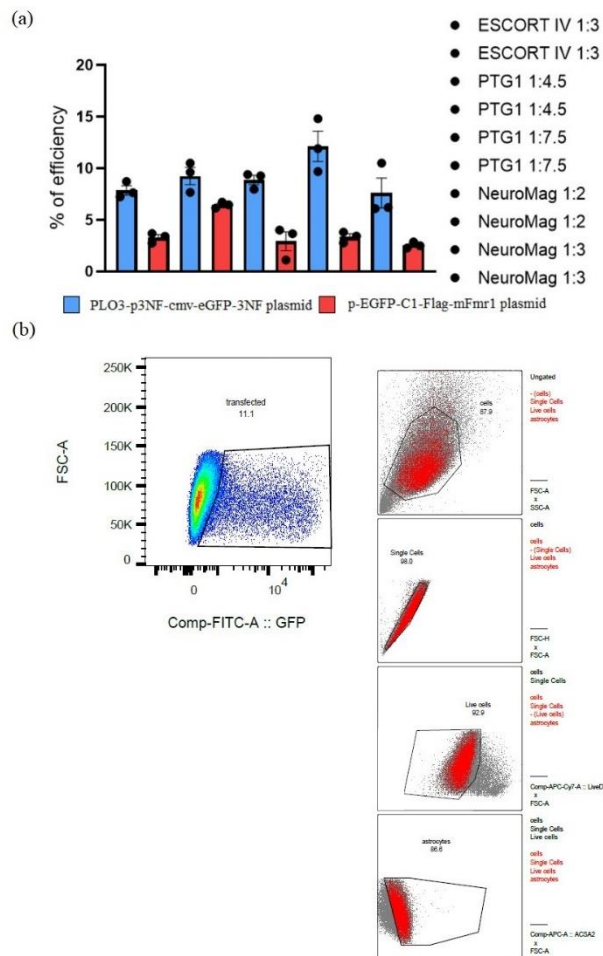 (a)
ESCORT IV 1:3
ESCORT IV 1:3
PTG1 1:4.5
PTG1 1:4.5
PTG1 1:7.5
PTG1 1:7.5
NeuroMag 1:2
NeuroMag 1:2
NeuroMag 1:3
NeuroMag 1:3
% of efficiency
20
15
10
5
0
PLO3-p3NF-cmv-eGFP-3NF plasmid
p-EGFP-C1-Flag-mFmr1 plasmid
(b)
FSC-A
250K
200K
150K
100K
50K
0
transfected
11.1
0
10^4
Comp-FITC-A :: GFP
cells
67.9
Ungated
- (cells)
Single Cells
Live cells
astrocytes
FSC-A
x
SSC-A
Single Cells
98.0
cells
cells
- (Single Cells)
Live cells
astrocytes
FSC-H
x
FSC-A
Live cells
92.9
cells
Single Cells
cells
Single Cells
- (Live cells)
astrocytes
Comp-APC-Cy7-A :: LiveD
x
FSC-A
astrocytes
86.6
cells
Single Cells
Live cells
cells
Single Cells
Live cells
astrocytes
Comp-APC-A :: ACSA2
x
FSC-A